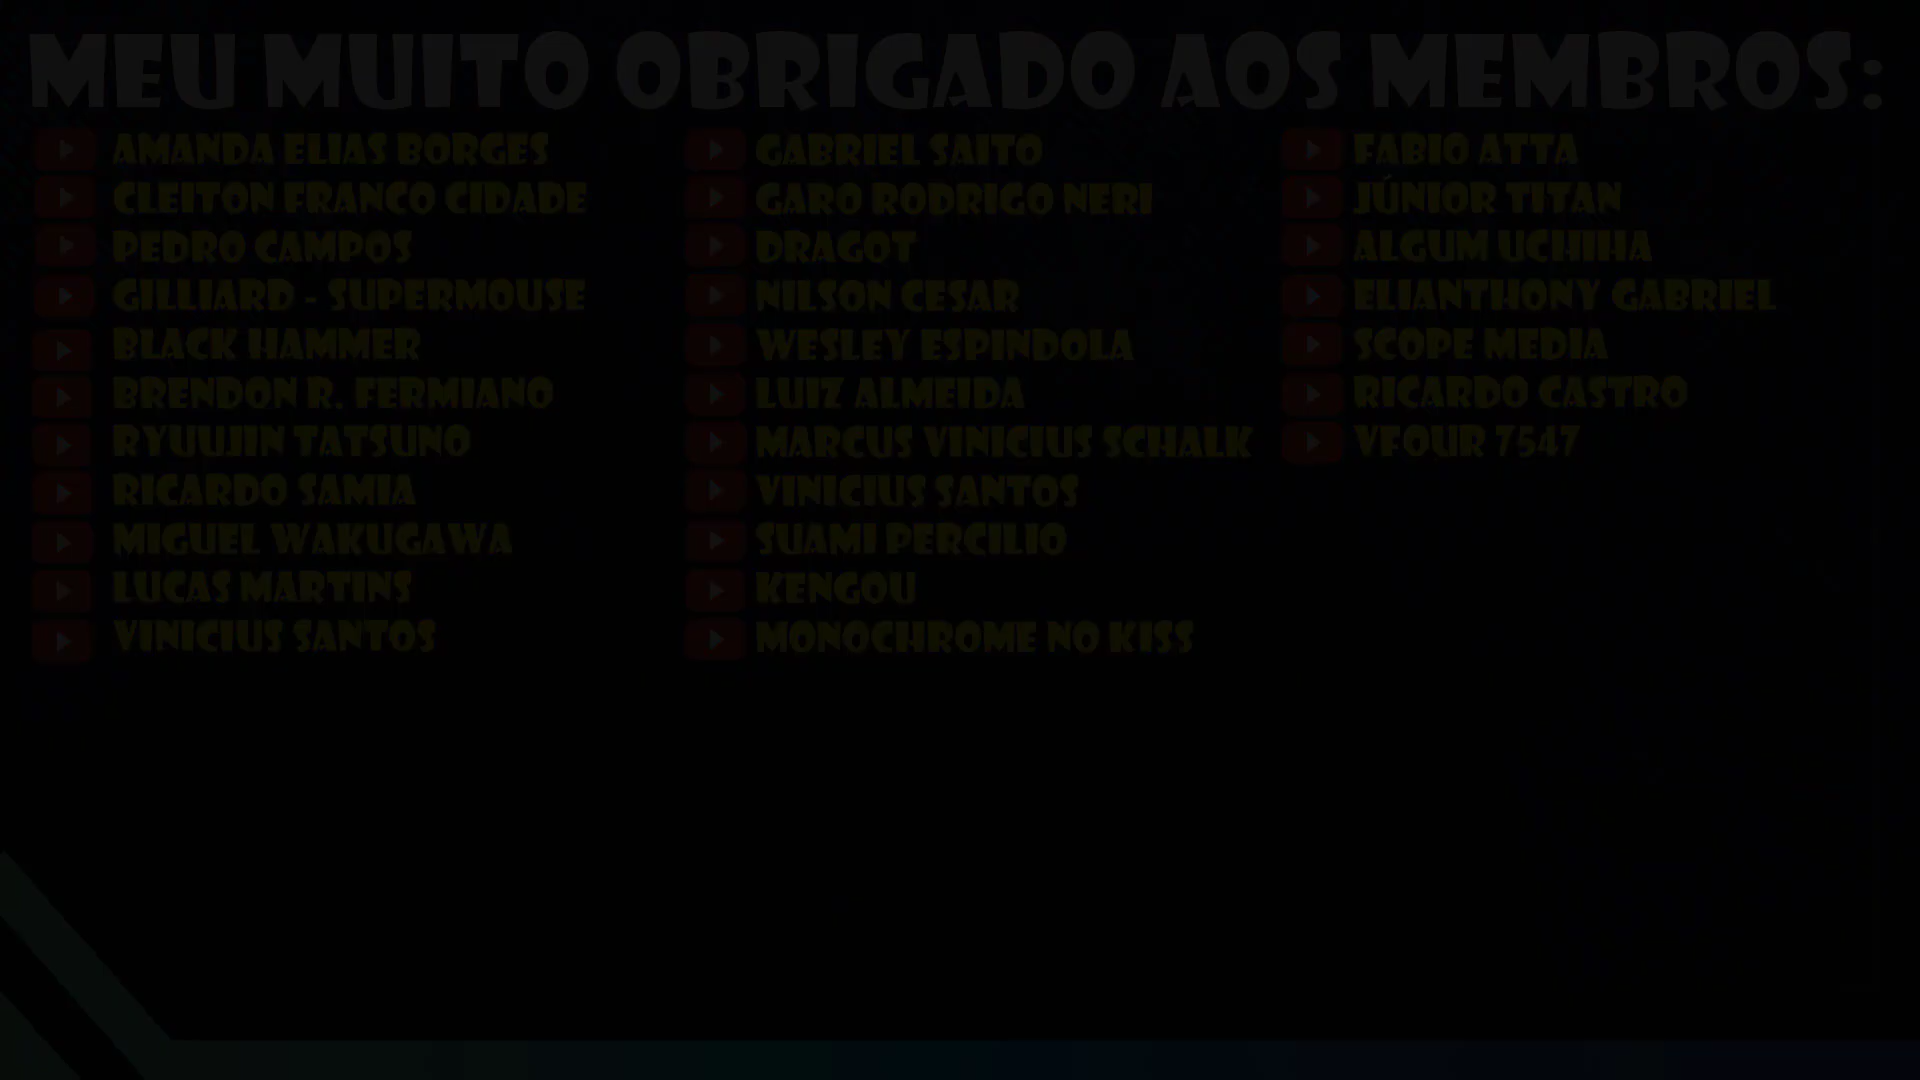 MEU MUITO OBRIGADO AOS MEMBROS:
AMANDA ELIAS BORGES
CLEITON FRANCO CIDADE
PEDRO CAMPOS
GILLIARD - SUPERMOUSE
BLACK HAMMER
BRENDON R. FERMIANO
RYUUJIN TATSUNO
RICARDO SAMIA
MIGUEL WAKUGAWA
LUCAS MARTINS
VINICIUS SANTOS
GABRIEL SAITO
GARO RODRIGO NERI
DRAGOT
NILSON CESAR
WESLEY ESPINDOLA
LUIZ ALMEIDA
MARCUS VINICIUS SCHALK
VINICIUS SANTOS
SUAMI PERCILIO
KENGOU
MONOCHROME NO KISS
FABIO ATTA
JÚNIOR TITAN
ALGUM UCHIHA
ELIANTHONY GABRIEL
SCOPE MEDIA
RICARDO CASTRO
VFOUR 7547